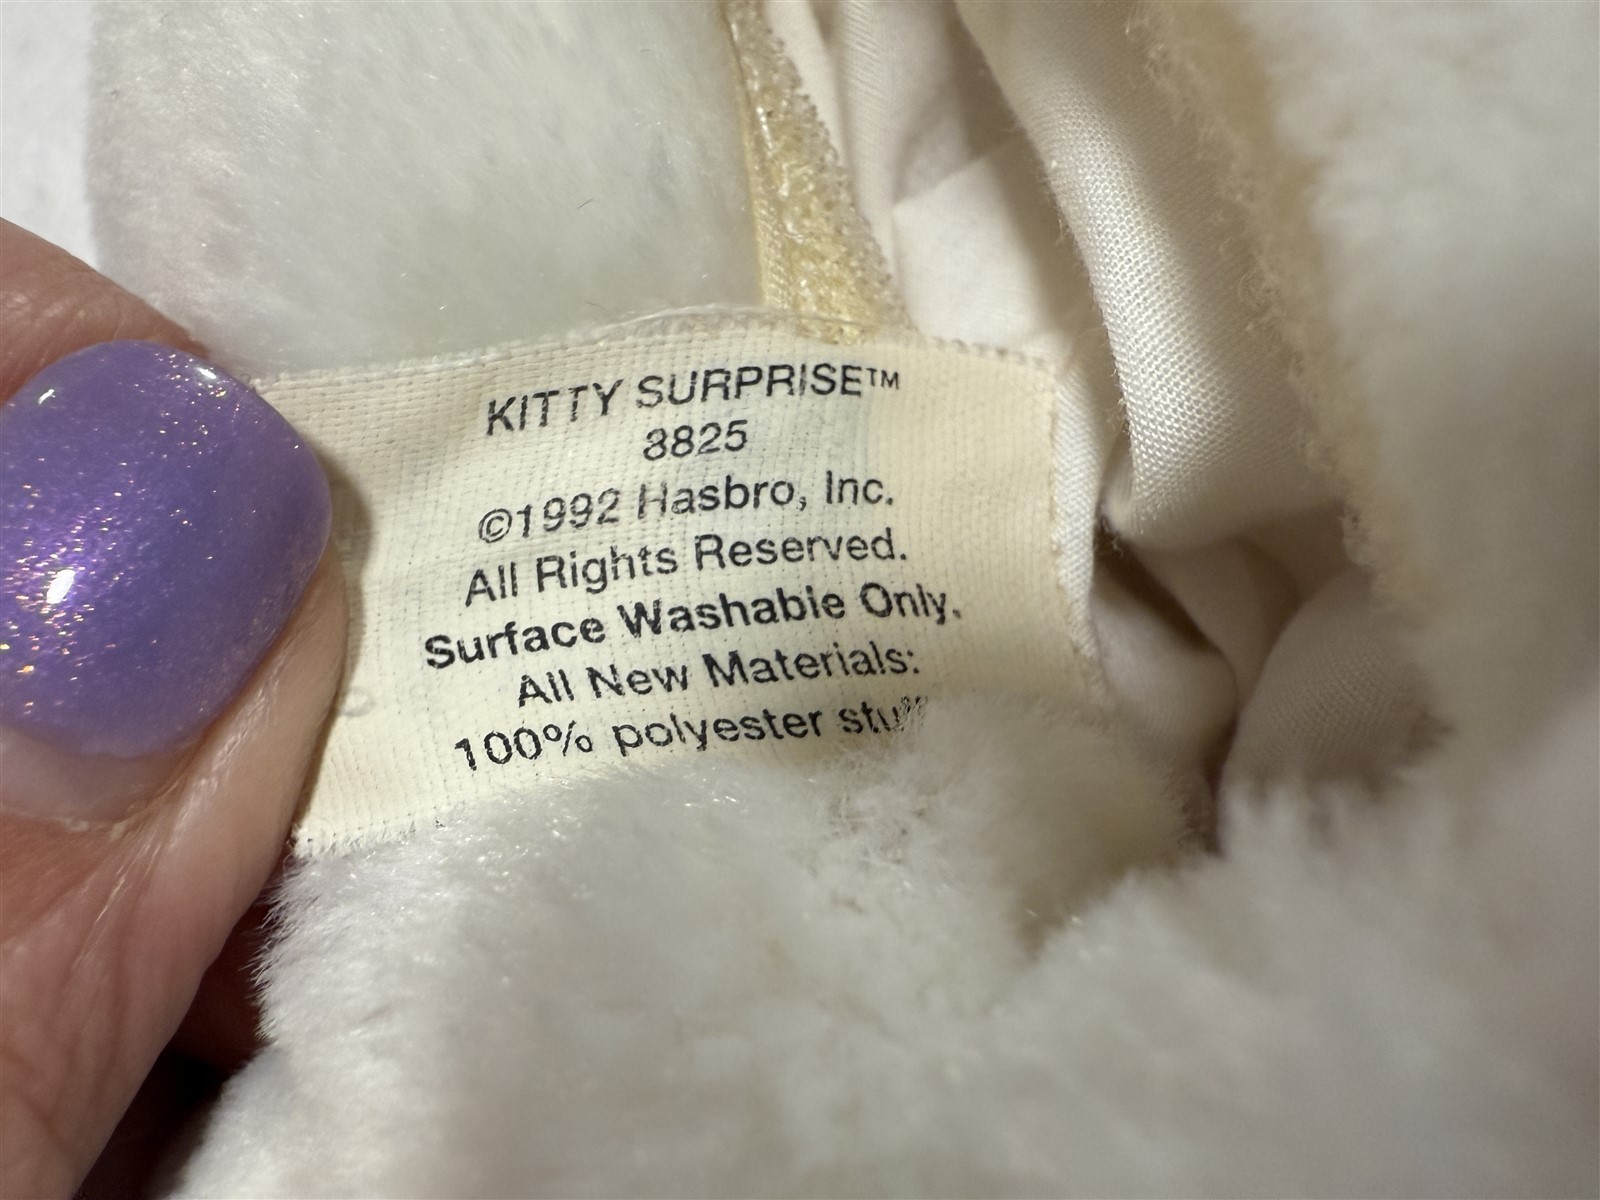 KITTY SURPRISE™
8825
©1992 Hasbro, Inc.
All Rights Reserved.
Surface Washable Only.
All New Materials:
100% polyester